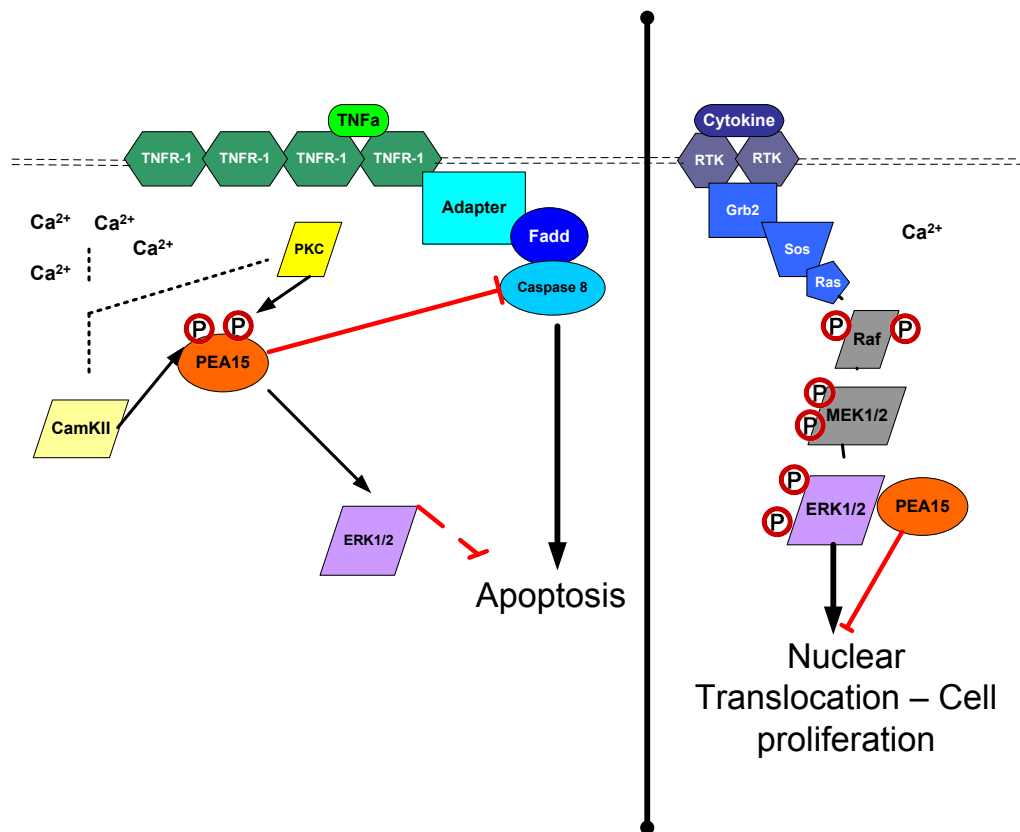 TNFa
TNFR-1
TNFR-1
TNFR-1
TNFR-1
Adapter
Fadd
Caspase 8
Ca²⁺
Ca²⁺
Ca²⁺
Ca²⁺
PKC
P
P
PEA15
CamKII
ERK1/2
Apoptosis
Cytokine
RTK
RTK
Grb2
Sos
Ras
Ca²⁺
P
Raf
P
P
P
MEK1/2
P
P
ERK1/2
PEA15
Nuclear
Translocation – Cell
proliferation